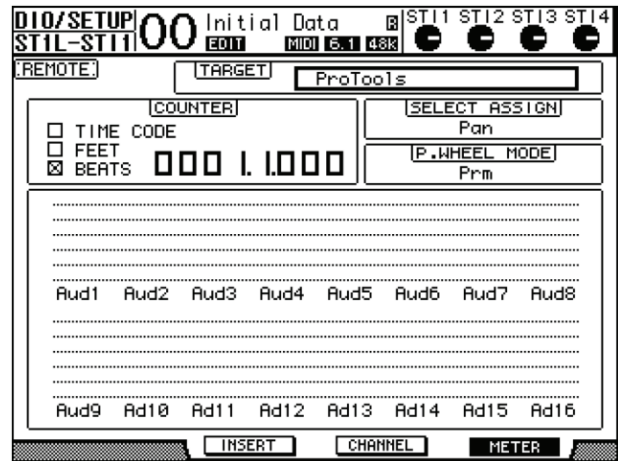 DIO/SETUP 00 Initial Data R ST11 ST12 ST13 ST14
ST1L-ST11 EDIT MIDI 6.1 48K
REMOTE TARGET ProTools
COUNTER SELECT ASSIGN
TIME CODE Pan
FEET P.WHEEL MODE
BEATS 0001.1.000 Prm
Aud1 Aud2 Aud3 Aud4 Aud5 Aud6 Aud7 Aud8
Aud9 Ad10 Ad11 Ad12 Ad13 Ad14 Ad15 Ad16
INSERT CHANNEL METER